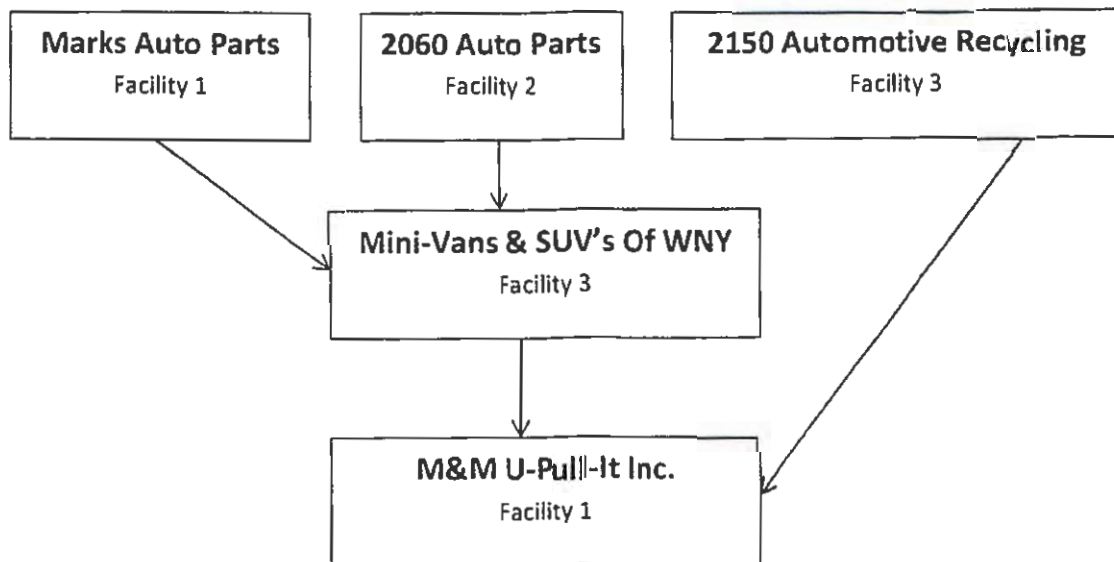 Marks Auto Parts
Facility 1
2060 Auto Parts
Facility 2
2150 Automotive Recycling
Facility 3
Mini-Vans & SUV's Of WNY
Facility 3
M&M U-Pull-It Inc.
Facility 1